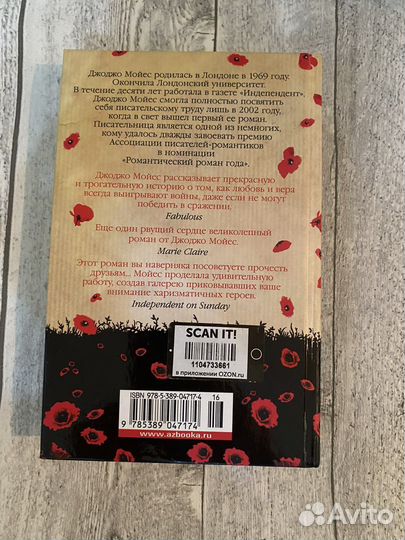 Джоджо Мойес родилась в Лондоне в 1969 году.
Окончила Лондонский университет.
В течение десяти лет работала в газете «Индепендент».
Джоджо Мойес смогла полностью посвятить
себя писательскому труду лишь в 2002 году,
когда в свет вышел первый ее роман.
Писательница является одной из немногих,
кому удалось дважды завоевать премию
Ассоциации писателей-романтиков
в номинации
«Романтический роман года».
Джоджо Мойес рассказывает прекрасную
и трогательную историю о том, как любовь и вера
всегда выигрывают войны, даже если не могут
победить в сражении.
Fabulous
Еще один рвущий сердце великолепный
роман от Джоджо Мойес.
Marie Claire
Этот роман вы наверняка посоветуете прочесть
друзьям... Мойес проделала удивительную
работу, создав галерею приковывавших ваше
внимание харизматичных героев.
Independent on Sunday
SCAN IT!
1104733661
в приложении OZON.ru
ISBN 978-5-389-04717-4
16
9 785389 047174
www.azbooka.ru
Avito